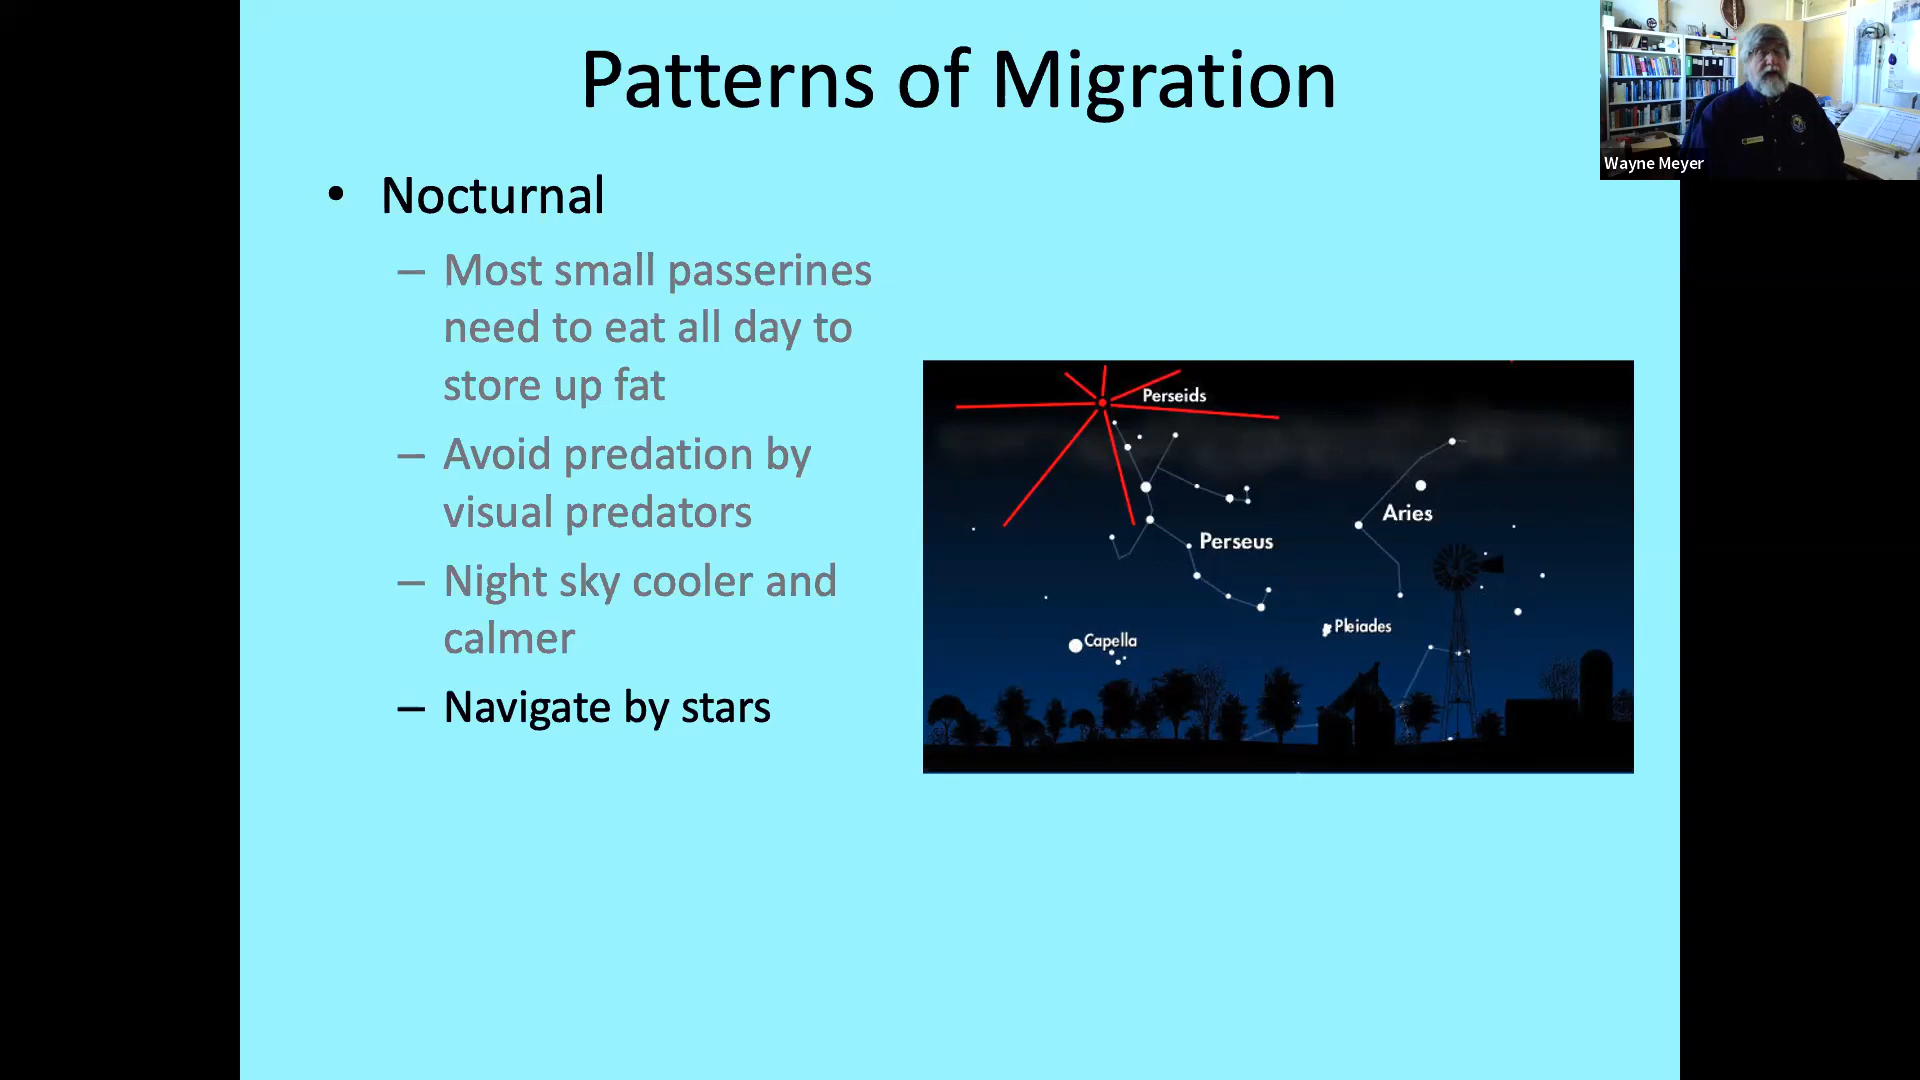 Patterns of Migration
Wayne Meyer
• Nocturnal
– Most small passerines
need to eat all day to
store up fat
– Avoid predation by
visual predators
– Night sky cooler and
calmer
– Navigate by stars
Perseids
Aries
Perseus
Pleiades
Capella